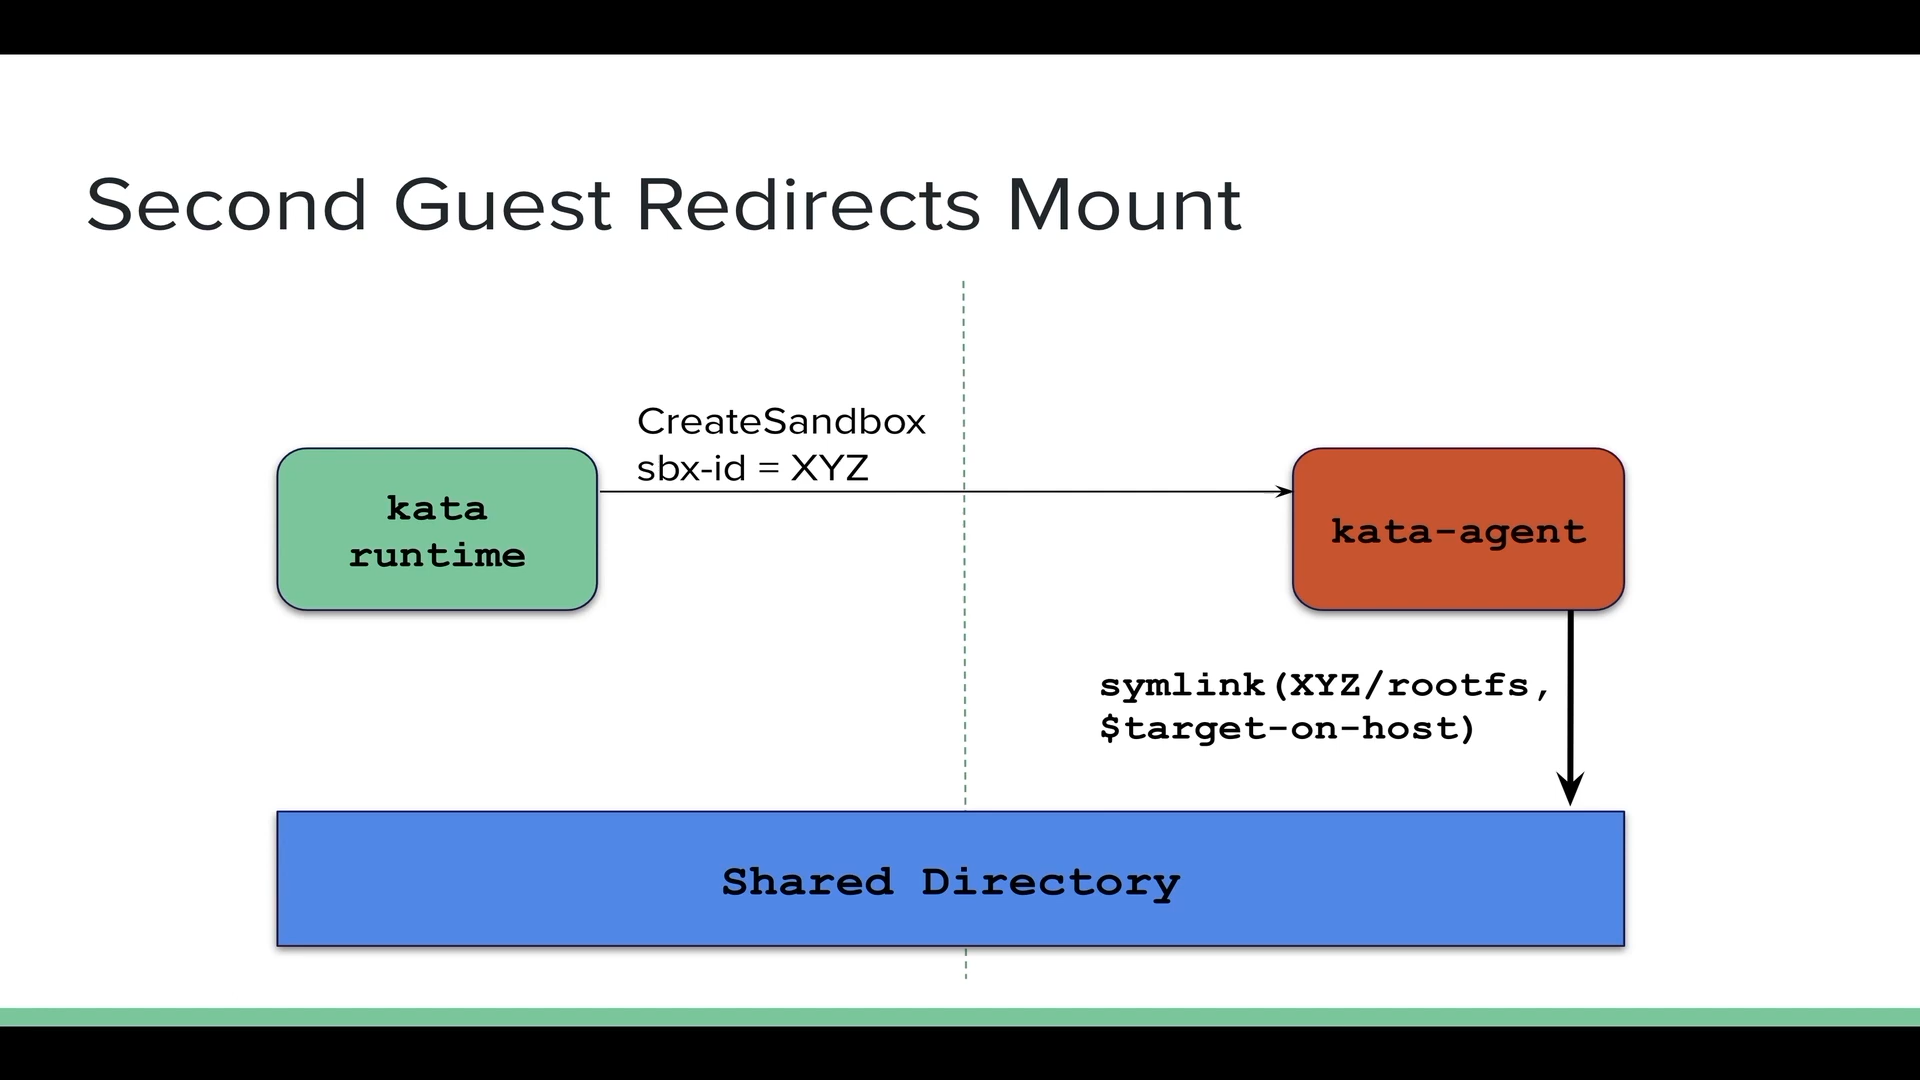 Second Guest Redirects Mount
CreateSandbox
sbx-id = XYZ
kata
runtime
kata-agent
symlink(XYZ/rootfs,
$target-on-host)
Shared Directory